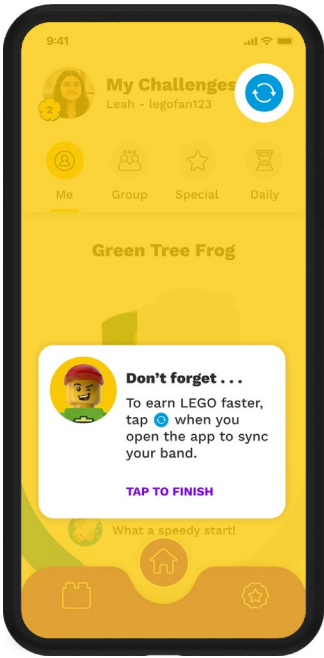 9:41
My Challenges
Leah - legofan123
2
Me Group Special Daily
Green Tree Frog
Don't forget . . .
To earn LEGO faster,
tap when you
open the app to sync
your band.
TAP TO FINISH
What a speedy start!